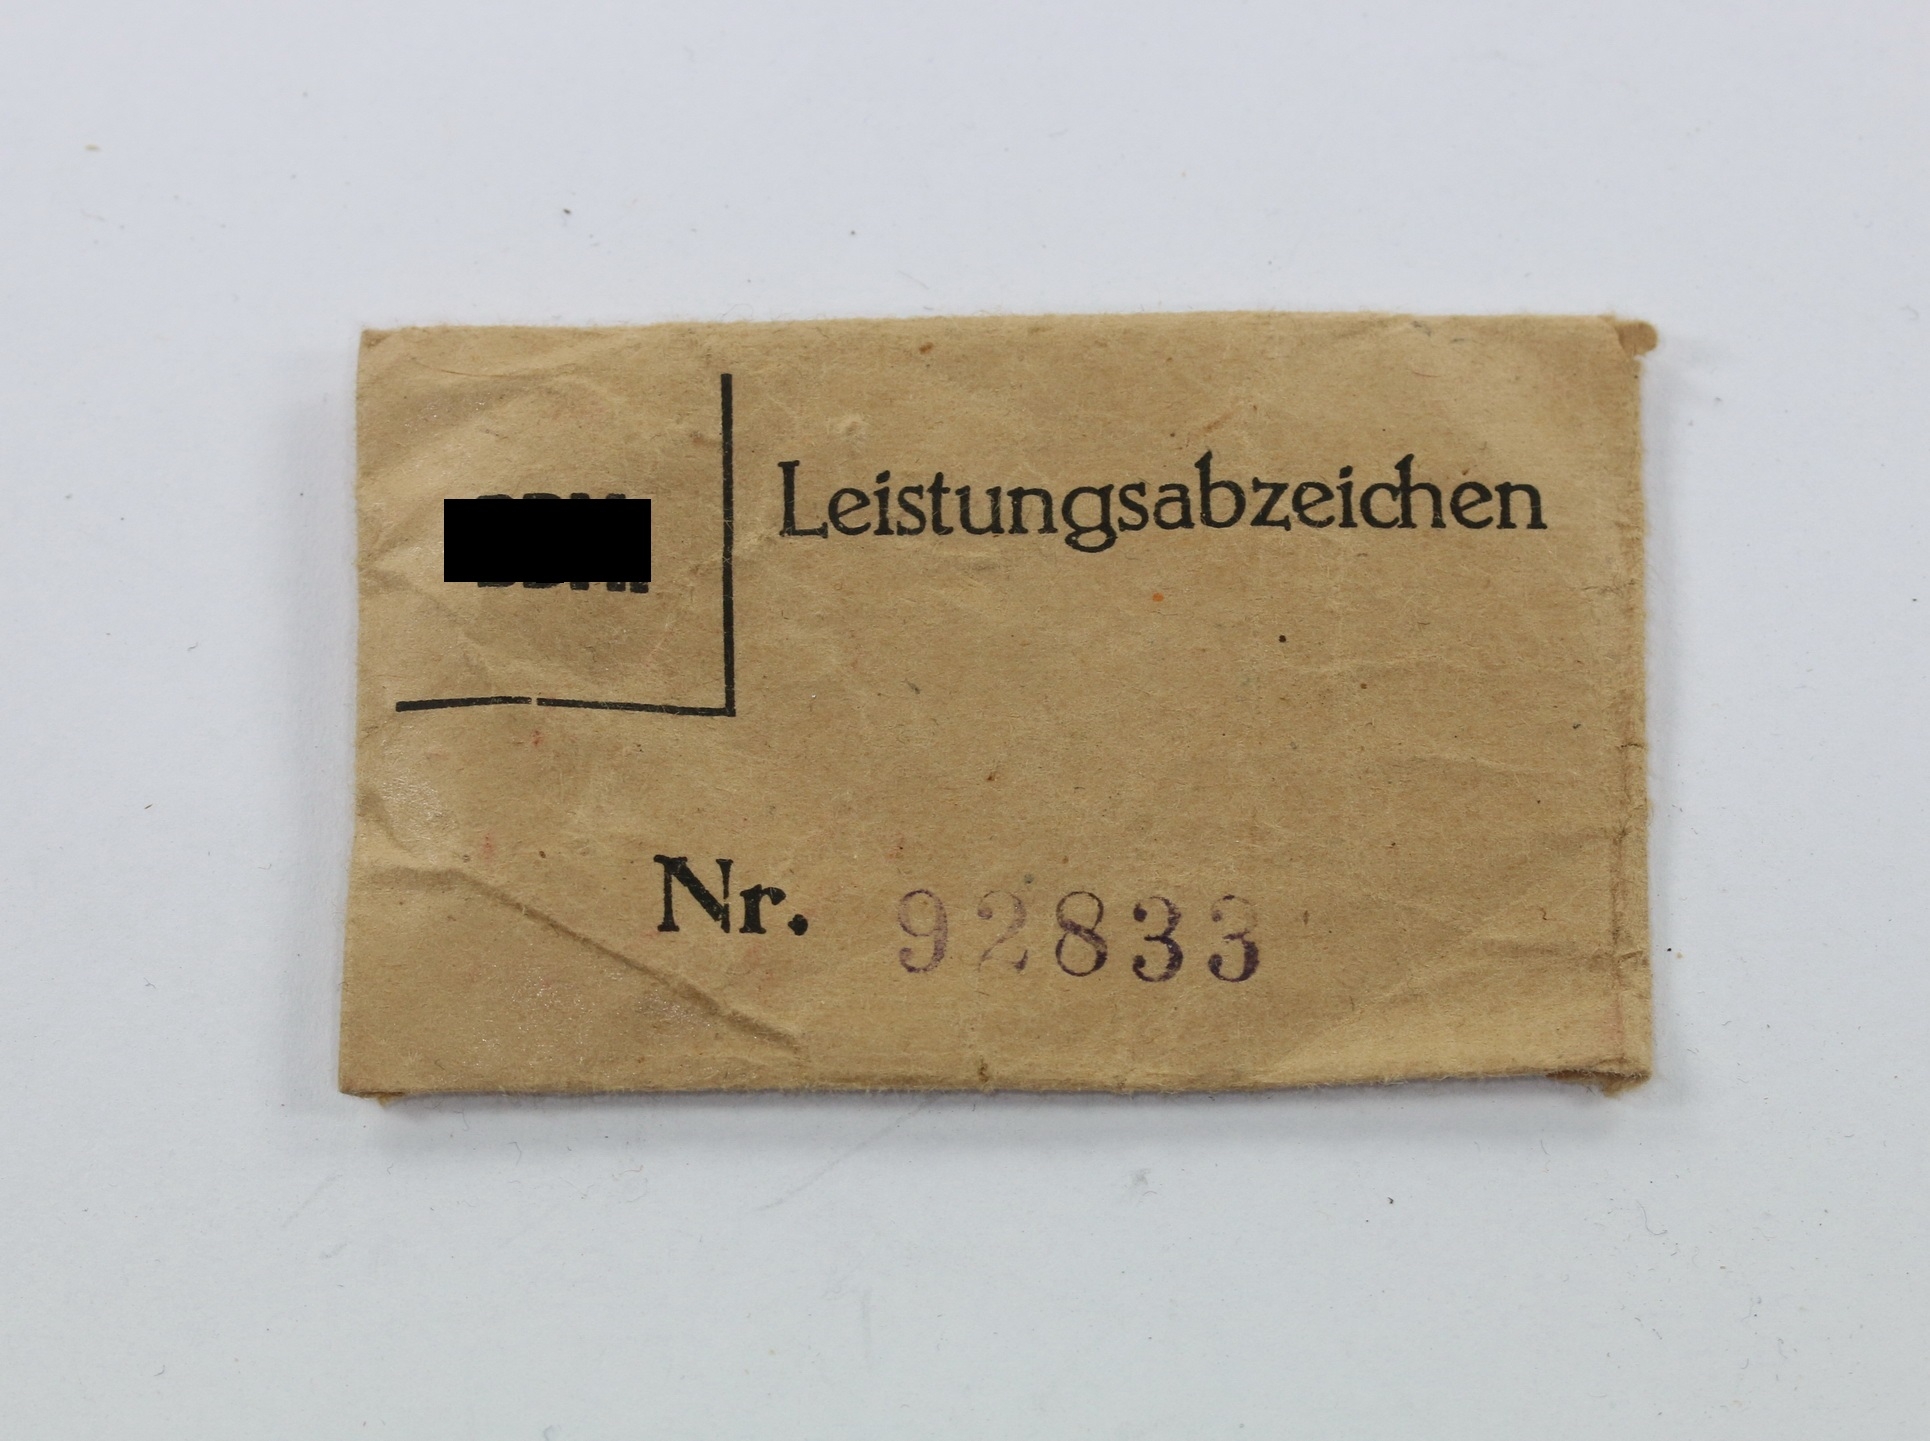 Leistungsabzeichen
Nr. 92833